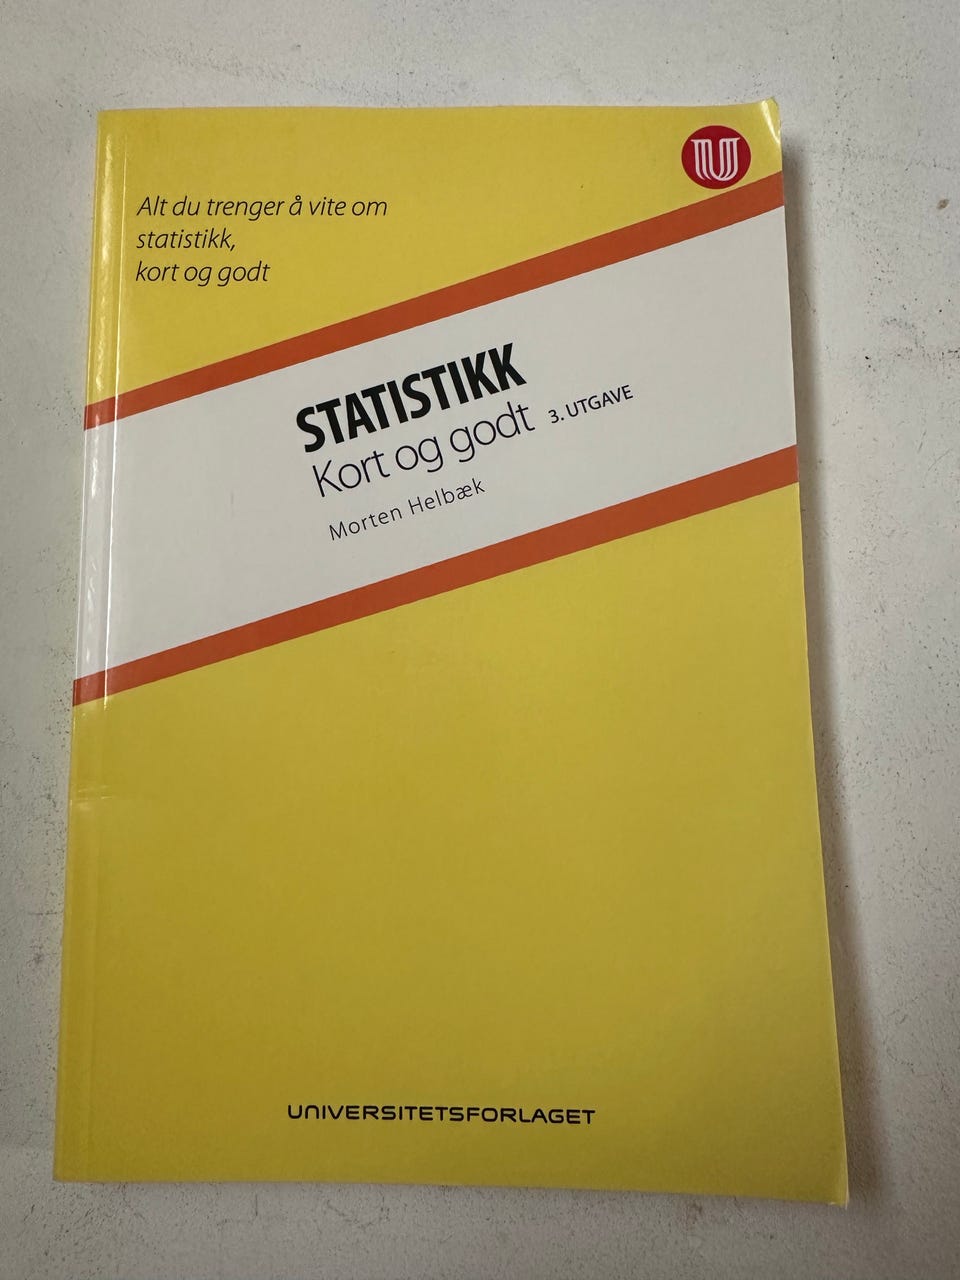 U
Alt du trenger å vite om
statistikk,
kort og godt
STATISTIKK
Kort og godt 3. UTGAVE
Morten Helbæk
UNIVERSITETSFORLAGET